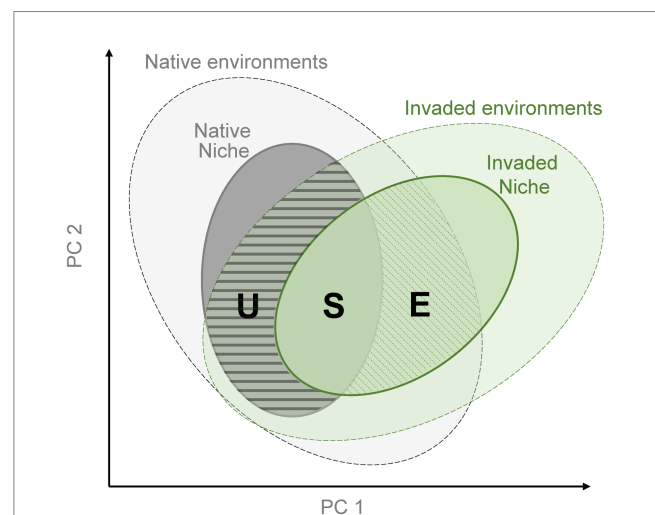 Native environments
Invaded environments
Native
Niche
Invaded
Niche
PC 2
U
S
E
PC 1